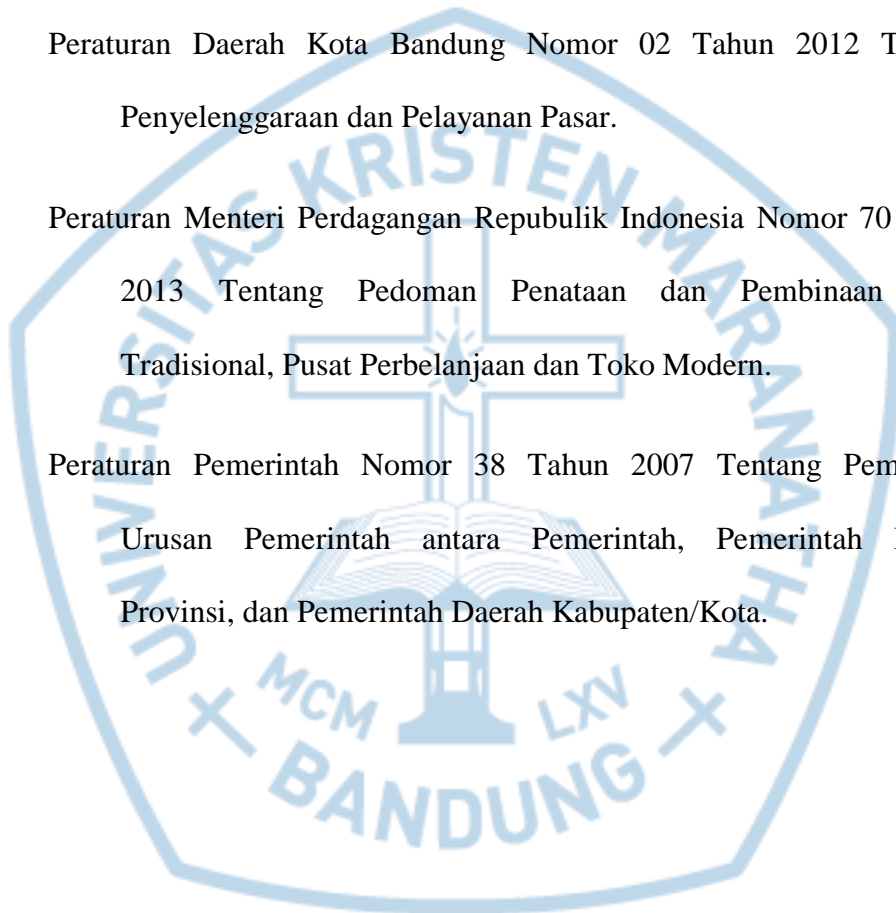 Peraturan Daerah Kota Bandung Nomor 02 Tahun 2012 T
Penyelenggaraan dan Pelayanan Pasar.
Peraturan Menteri Perdagangan Repubulik Indonesia Nomor 70
2013 Tentang Pedoman Penataan dan Pembinaan
Tradisional, Pusat Perbelanjaan dan Toko Modern.
Peraturan Pemerintah Nomor 38 Tahun 2007 Tentang Pem
Urusan Pemerintah antara Pemerintah, Pemerintah
Provinsi, dan Pemerintah Daerah Kabupaten/Kota.
UNIVERSITAS KRISTEN MARANATHA
MCM LXV
BANDUNG